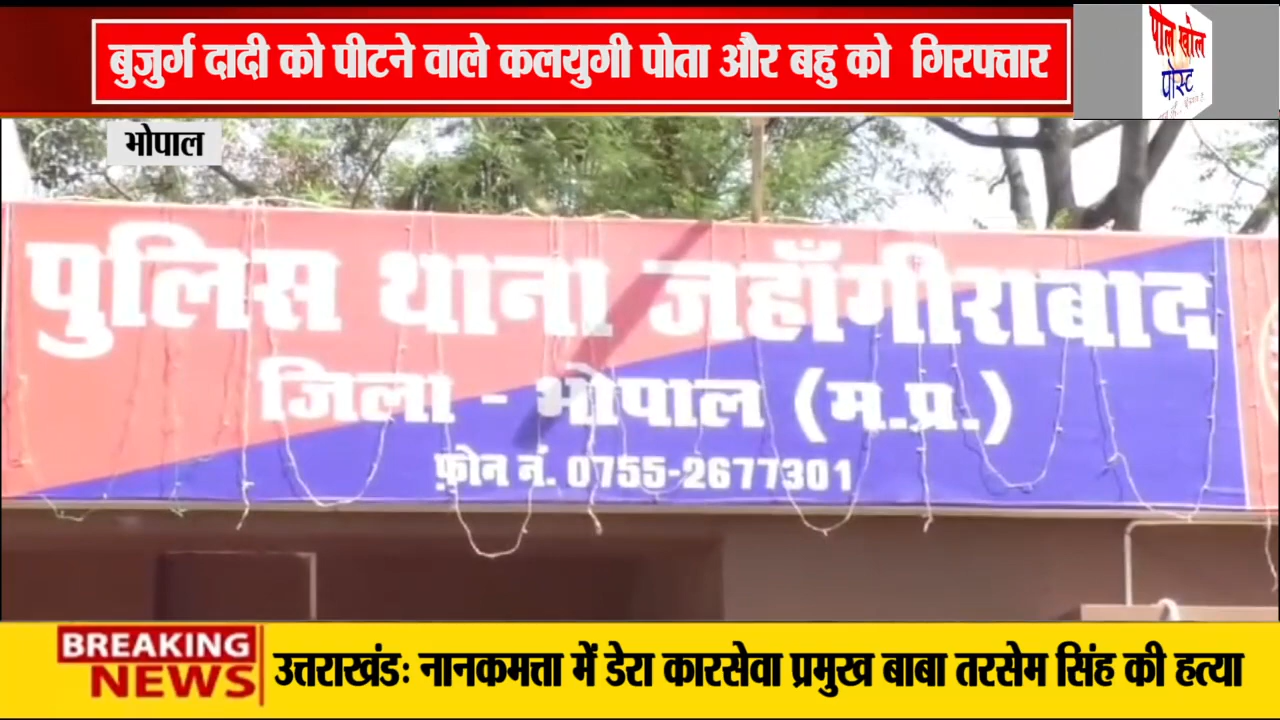 बुजुर्ग दादी को पीटने वाले कलयुगी पोता और बहु को गिरफ्तार
पोल खोल
पोस्ट
भोपाल
पुलिस थाना जहाँगीराबाद
जिला - भोपाल (म.प्र.)
फ़ोन नं. 0755-2677301
BREAKING
NEWS
उत्तराखंडः नानकमत्ता में डेरा कारसेवा प्रमुख बाबा तरसेम सिंह की हत्या